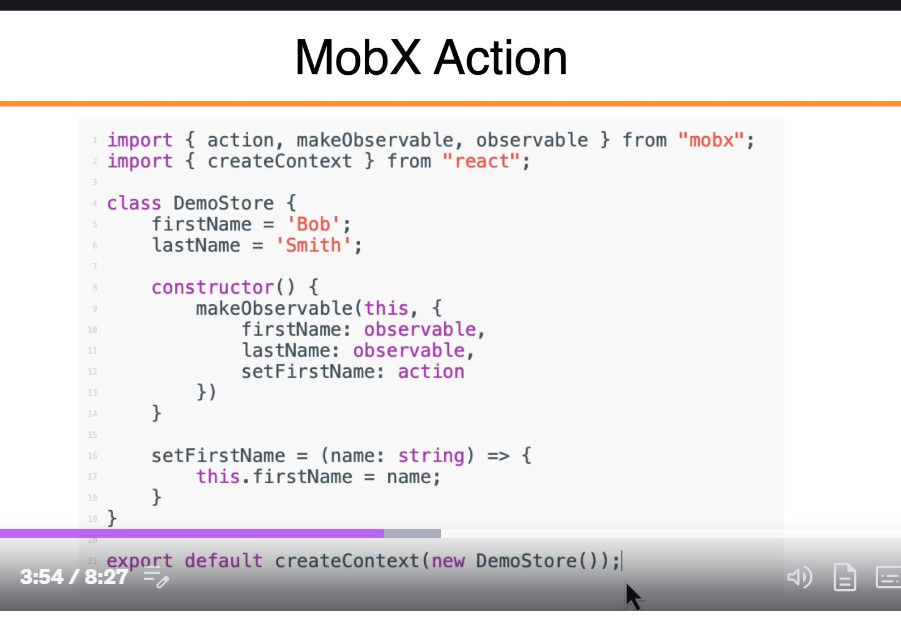 MobX Action
1 import { action, makeObservable, observable } from "mobx";
2 import { createContext } from "react";
3
4 class DemoStore {
5     firstName = 'Bob';
6     lastName = 'Smith';
7
8     constructor() {
9         makeObservable(this, {
10             firstName: observable,
11             lastName: observable,
12             setFirstName: action
13         })
14     }
15
16     setFirstName = (name: string) => {
17         this.firstName = name;
18     }
19 }
20
21 export default createContext(new DemoStore());
3:54 / 8:27